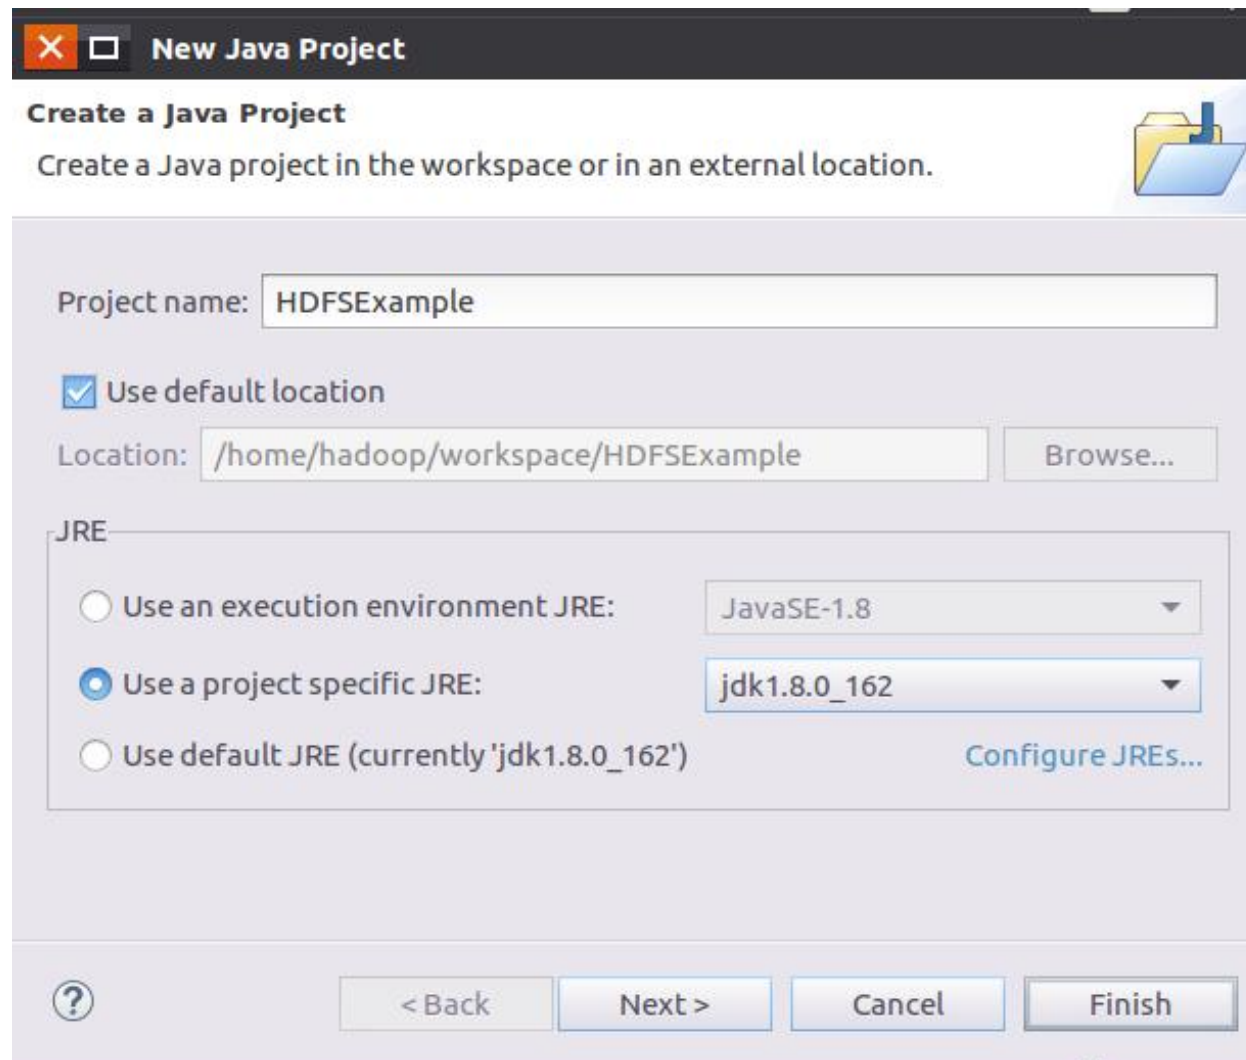 New Java Project
Create a Java Project
Create a Java project in the workspace or in an external location.
Project name: HDFSExample
Use default location
Location: /home/hadoop/workspace/HDFSExample Browse...
JRE
Use an execution environment JRE: JavaSE-1.8
Use a project specific JRE: jdk1.8.0_162
Use default JRE (currently 'jdk1.8.0_162') Configure JREs...
? < Back Next > Cancel Finish